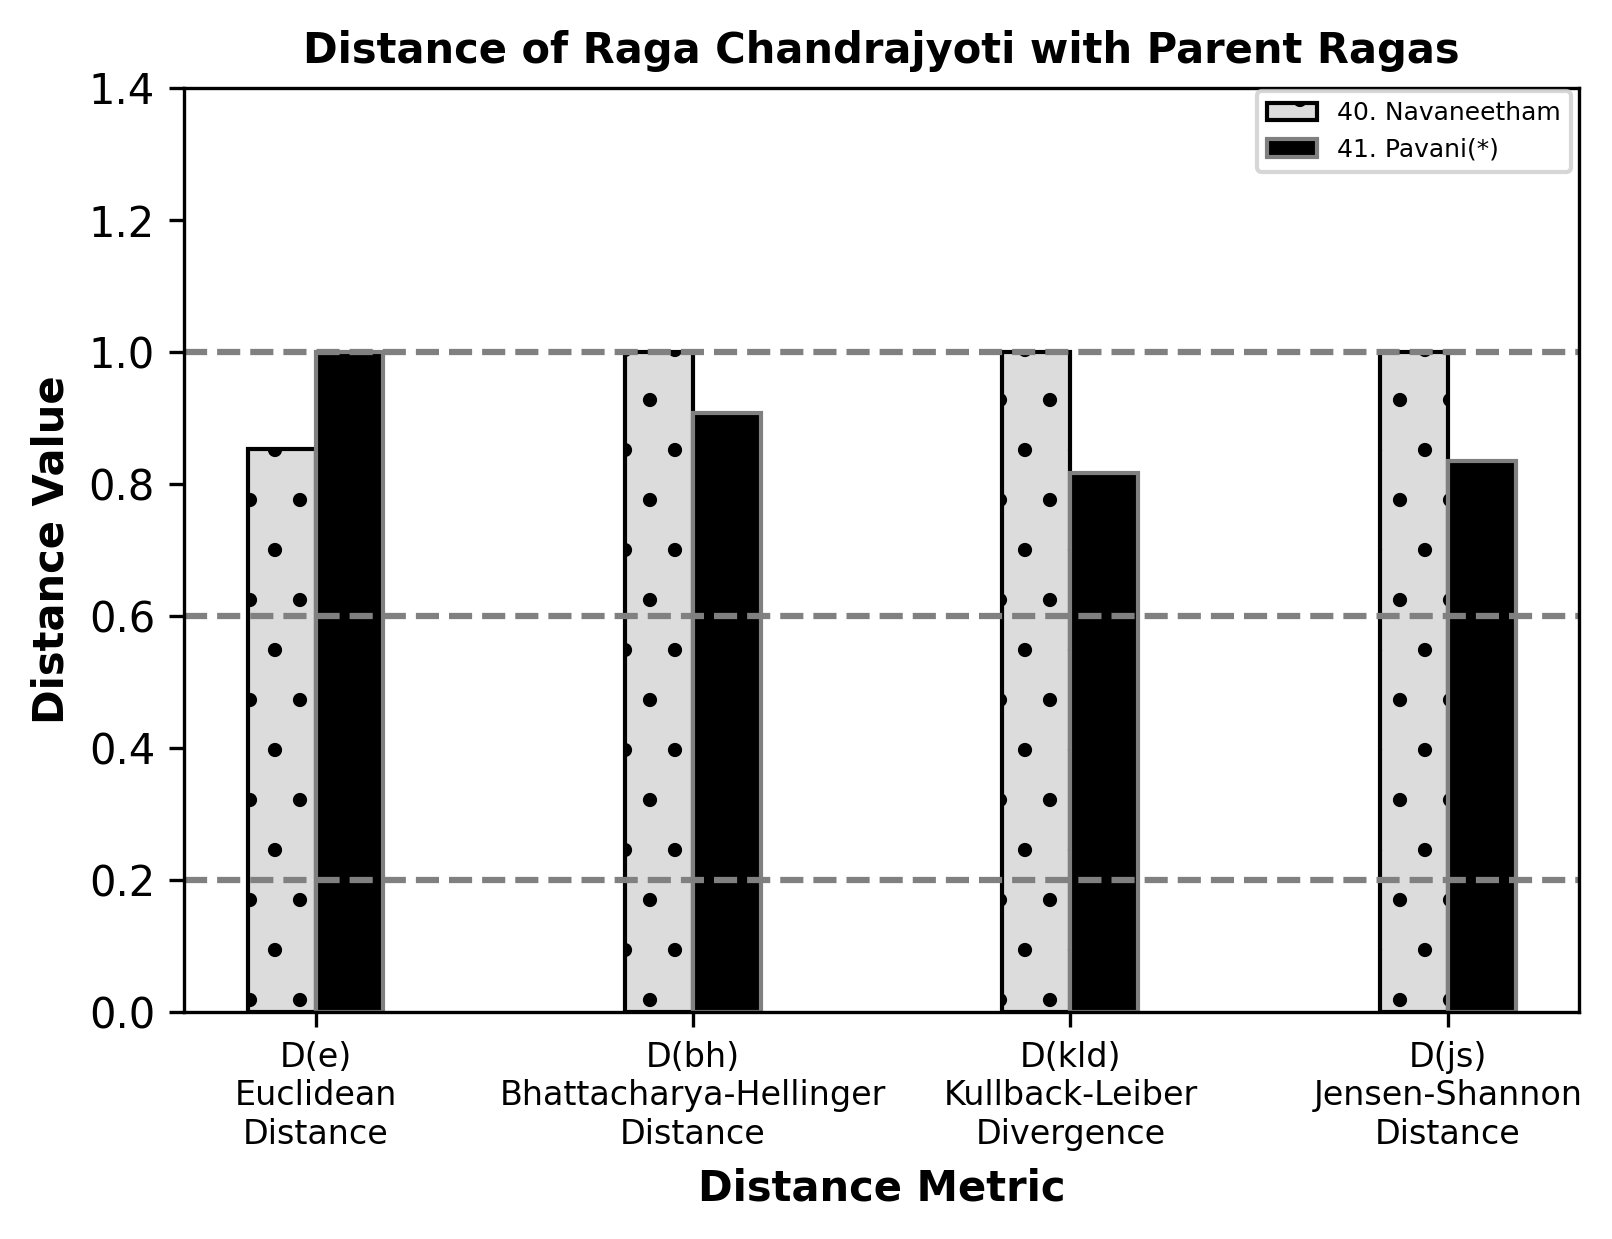 Distance of Raga Chandrajyoti with Parent Ragas
40. Navaneetham
41. Pavani(*)
Distance Value
1.4
1.2
1.0
0.8
0.6
0.4
0.2
0.0
D(e)
Euclidean
Distance
D(bh)
Bhattacharya-Hellinger
Distance
D(kld)
Kullback-Leiber
Divergence
D(js)
Jensen-Shannon
Distance
Distance Metric